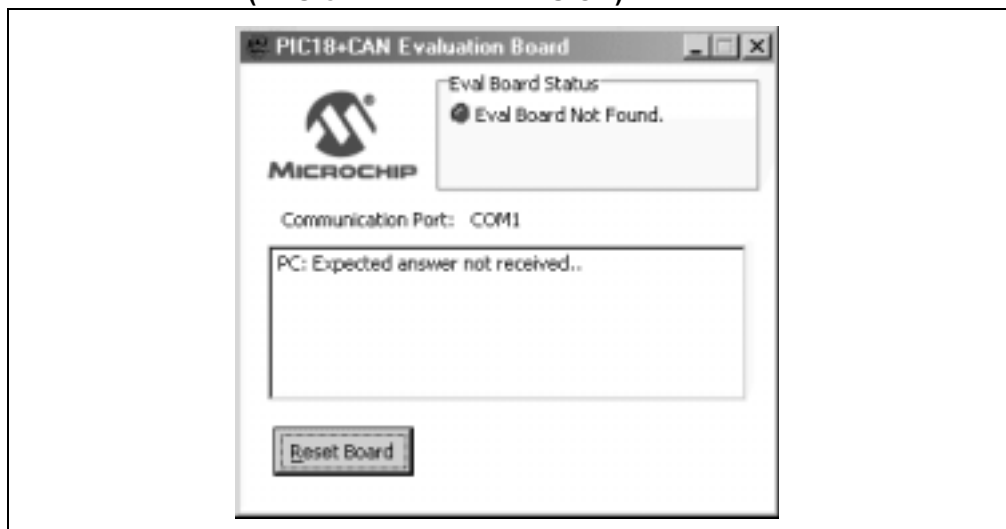 PIC18+CAN Evaluation Board
Eval Board Status
Eval Board Not Found.
MICROCHIP
Communication Port: COM1
PC: Expected answer not received..
Reset Board